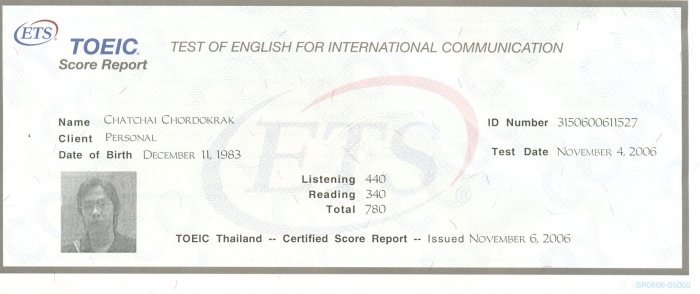 ETS
TOEIC. TEST OF ENGLISH FOR INTERNATIONAL COMMUNICATION
Score Report
Name CHATCHAI CHORDOKRAK
ID Number 3150600611527
Client PERSONAL
Date of Birth DECEMBER 11, 1983
Test Date NOVEMBER 4, 2006
ETS
Listening 440
Reading 340
Total 780
TOEIC Thailand -- Certified Score Report -- Issued NOVEMBER 6, 2006
SR0606-05000